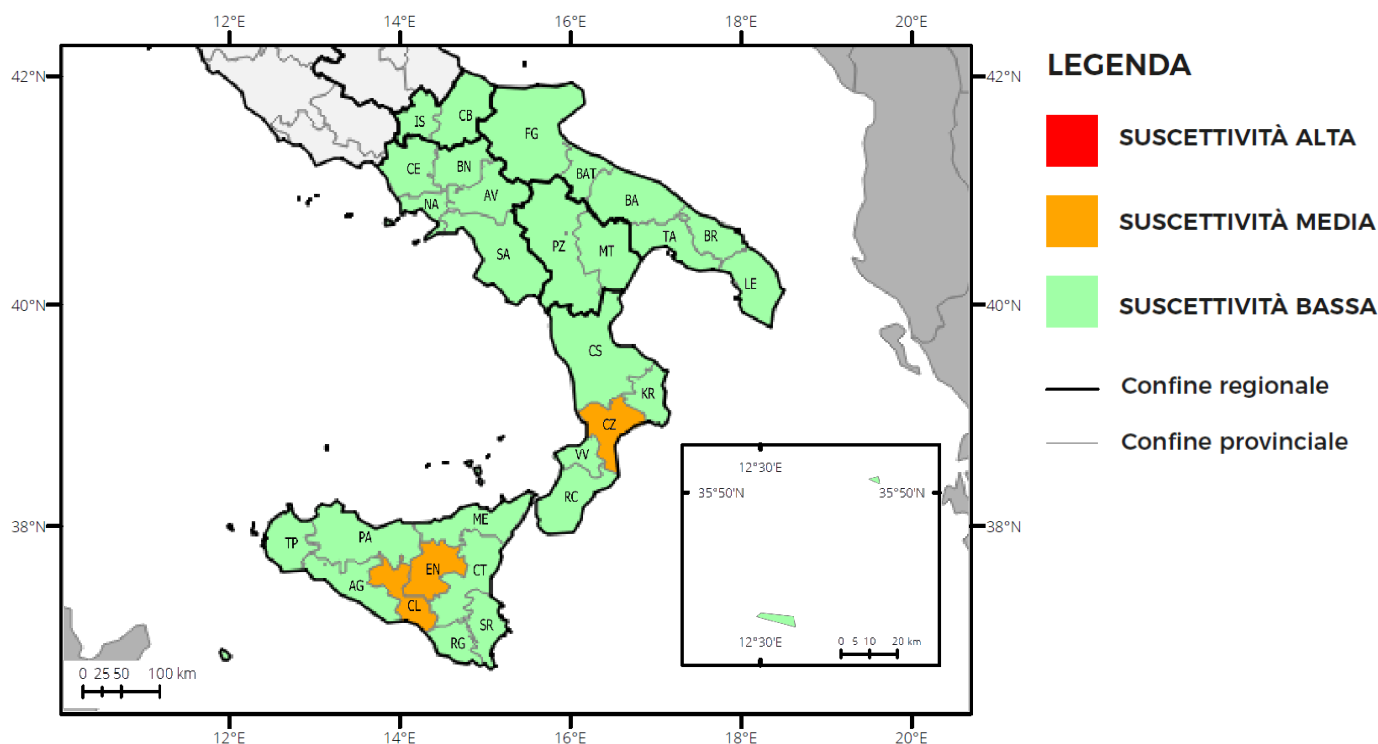 12°E 14°E 16°E 18°E 20°E
42°N 42°N
LEGENDA
SUSCETTIVITÀ ALTA
SUSCETTIVITÀ MEDIA
SUSCETTIVITÀ BASSA
Confine regionale
Confine provinciale
IS CB FG
CE BN BAT
NA AV BA
SA PZ MT TA BR
LE
40°N 40°N
CS
KR
CZ
VV
RC
38°N 38°N
ME
TP PA
AG EN CT
CL
SR
RG
12°30'E
35°50'N 35°50'N
12°30'E
0 5 10 20 km
0 25 50 100 km
12°E 14°E 16°E 18°E 20°E